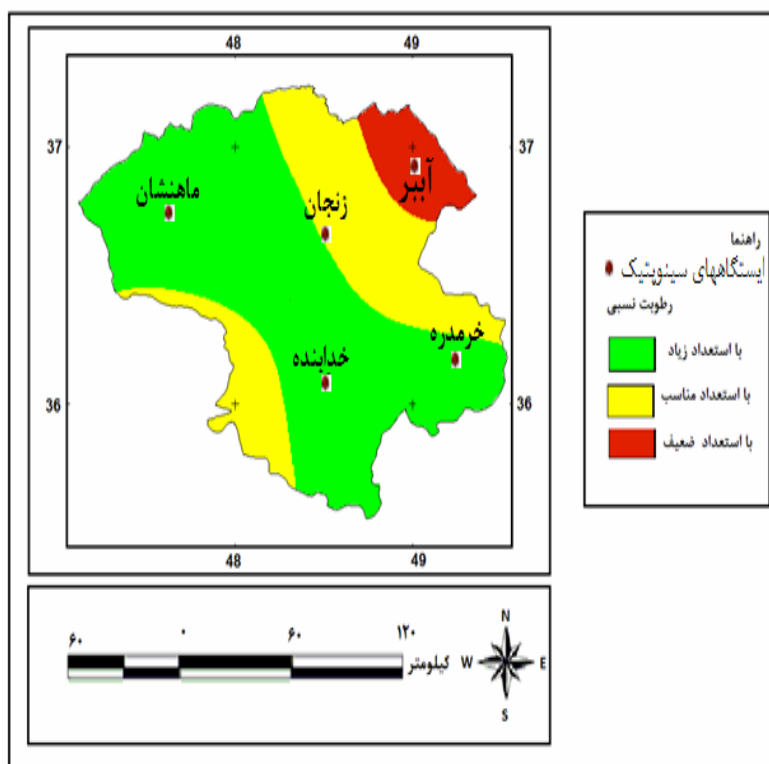 48 49
37 37
آببر
ماهنشان
زنجان
خرمدره
خدابنده
36 36
48 49
راهنما
ایستگاههای سینوپتیک
رطوبت نسبی
با استعداد زیاد
با استعداد مناسب
با استعداد ضعیف
۶۰ ۰ ۶۰ ۱۲۰
کیلومتر
N
W E
S